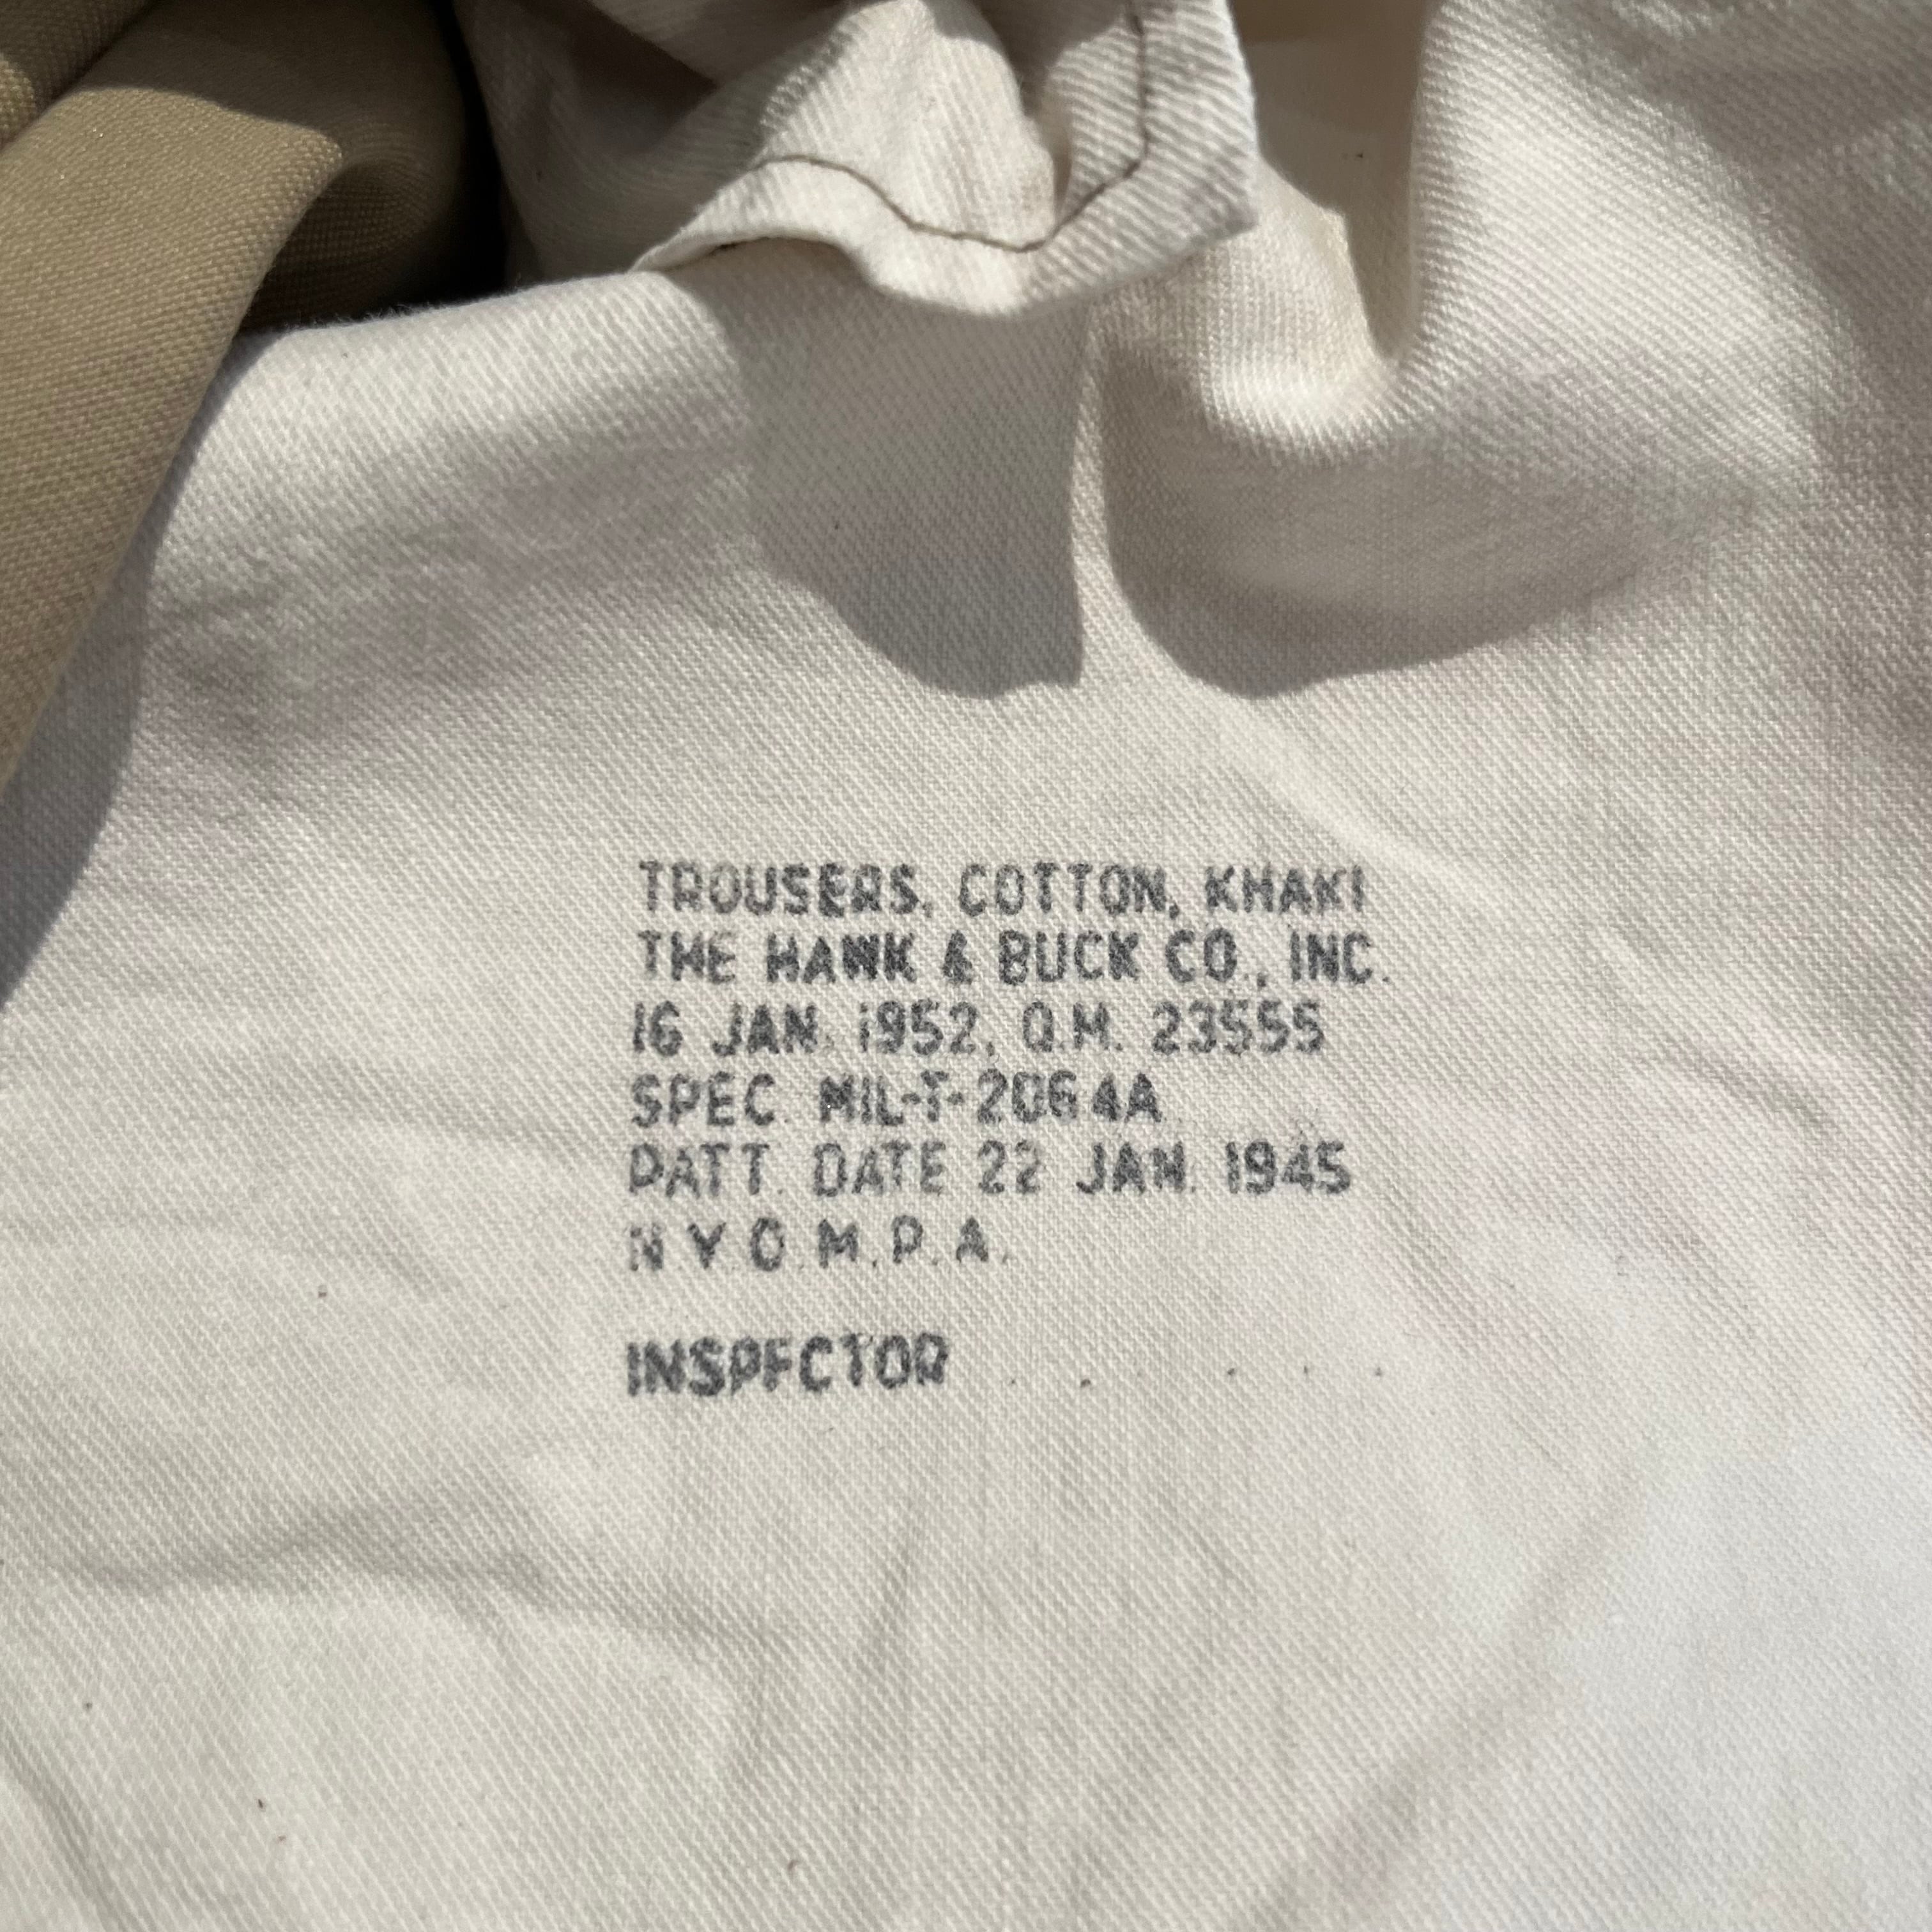 TROUSERS, COTTON, KHAKI
THE HAWK & BUCK CO., INC.
16 JAN. 1952, Q.M. 23555
SPEC. MIL-T-2064A
PATT. DATE 22 JAN. 1945
N Y Q.M.P.A.
INSPECTOR . . . . .